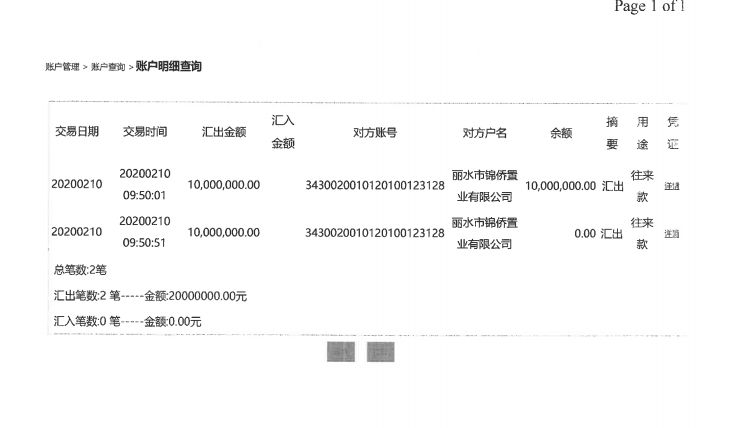 Page 1 of 1
账户管理 > 账户查询 > 账户明细查询
交易日期 交易时间 汇出金额 汇入金额 对方账号 对方户名 余额 摘要 用途 凭证
20200210 20200210 09:50:01 10,000,000.00 3430020010120100123128 丽水市锦侨置业有限公司 10,000,000.00 汇出 往来款
20200210 20200210 09:50:51 10,000,000.00 3430020010120100123128 丽水市锦侨置业有限公司 0.00 汇出 往来款
总笔数:2笔
汇出笔数:2 笔-----金额:20000000.00元
汇入笔数:0 笔-----金额:0.00元